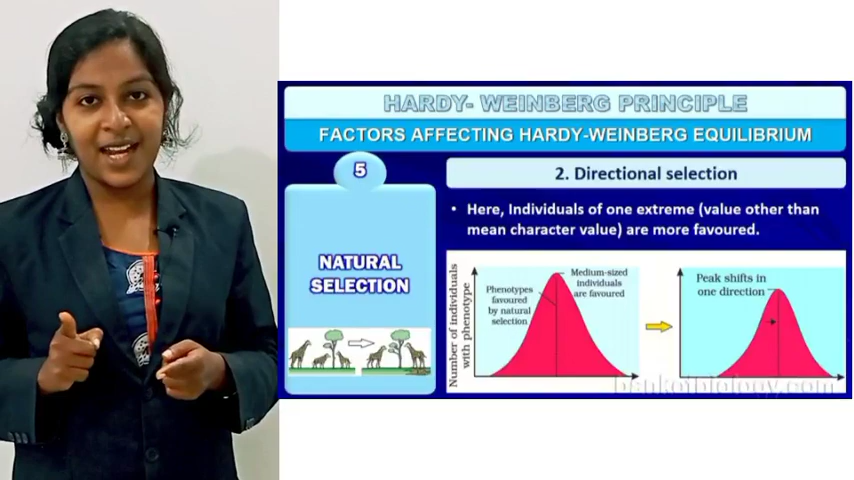 HARDY- WEINBERG PRINCIPLE
FACTORS AFFECTING HARDY-WEINBERG EQUILIBRIUM
5
NATURAL
SELECTION
2. Directional selection
• Here, Individuals of one extreme (value other than
mean character value) are more favoured.
Number of individuals
with phenotype
Phenotypes
favoured
by natural
selection
Medium-sized
individuals
are favoured
Peak shifts in
one direction
bankofbiology.com